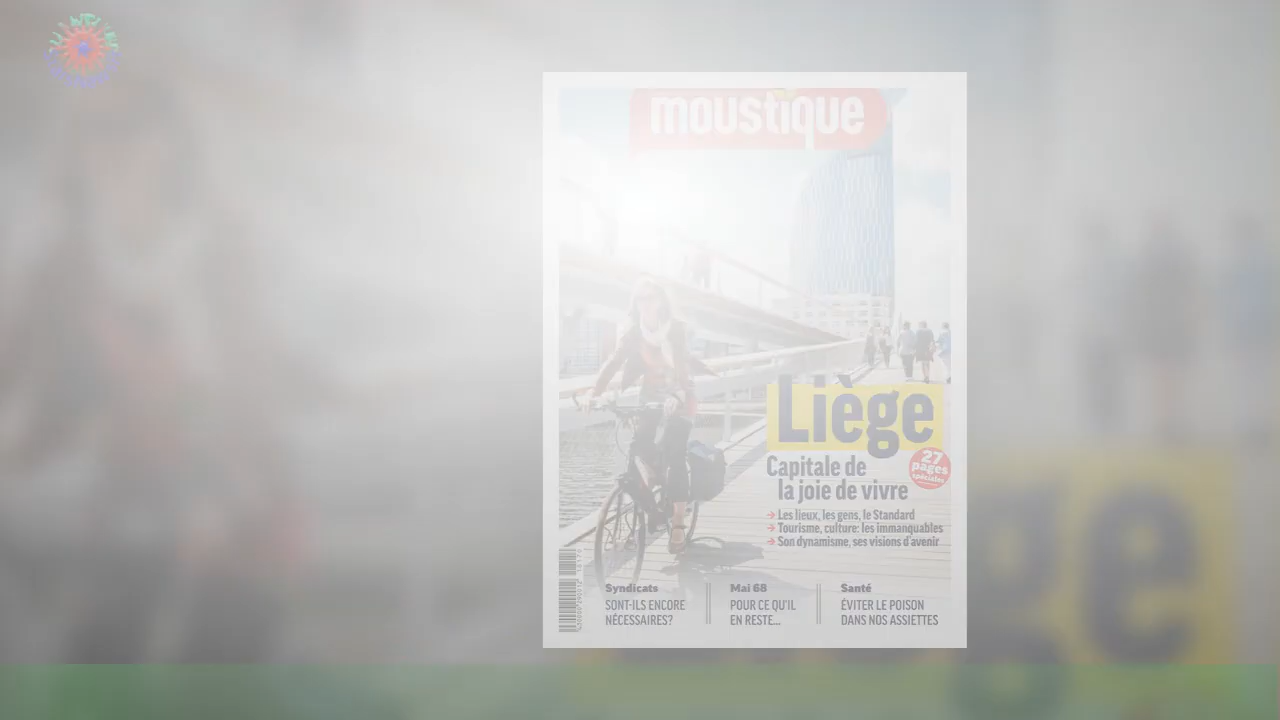 moustique
Liège
27
pages
spéciales
Capitale de
la joie de vivre
→ Les lieux, les gens, le Standard
→ Tourisme, culture: les immanquables
→ Son dynamisme, ses visions d'avenir
Syndicats
SONT-ILS ENCORE
NÉCESSAIRES?
Mai 68
POUR CE QU'IL
EN RESTE...
Santé
ÉVITER LE POISON
DANS NOS ASSIETTES